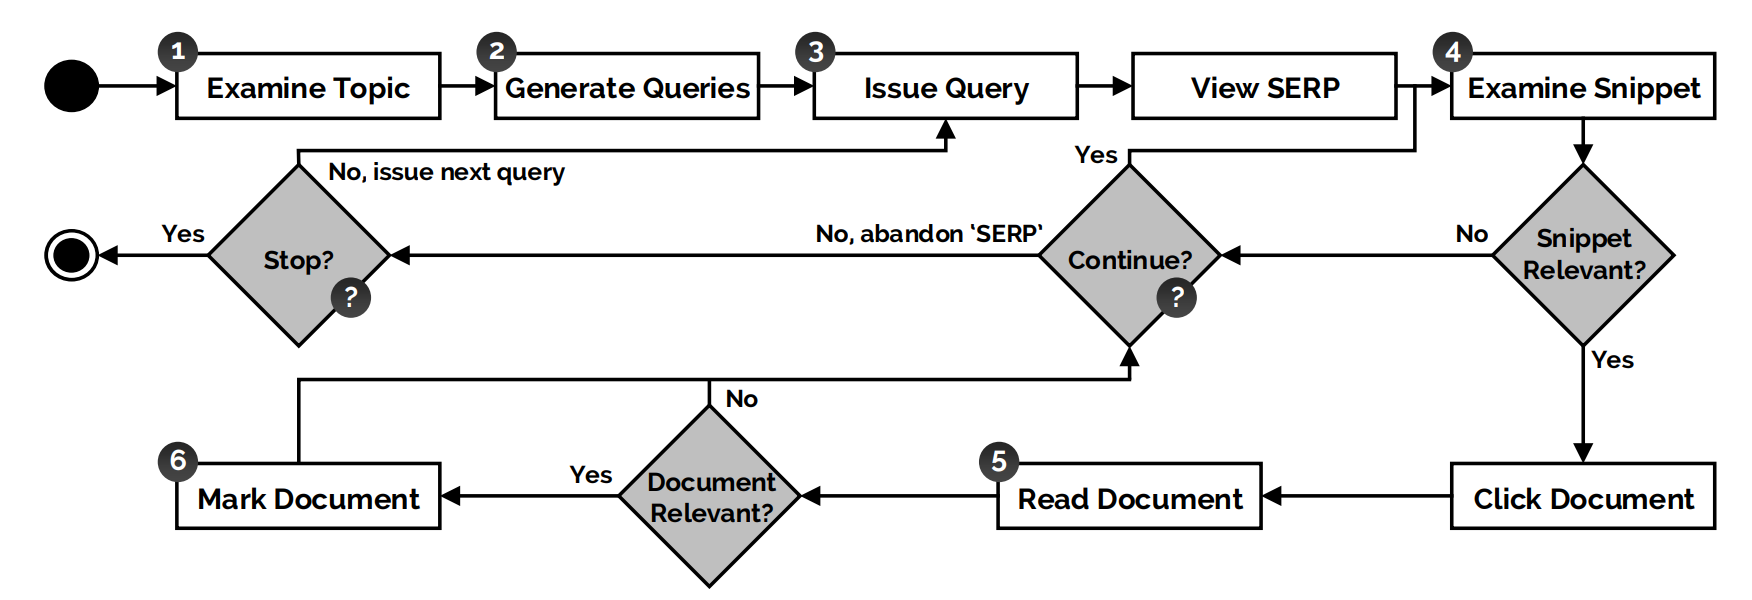 1
Examine Topic
2
Generate Queries
3
Issue Query
View SERP
4
Examine Snippet
No, issue next query
Yes
Yes
Stop?
?
No, abandon ‛SERP’
Continue?
?
No
Snippet
Relevant?
Yes
No
6
Mark Document
Yes
Document
Relevant?
5
Read Document
Click Document